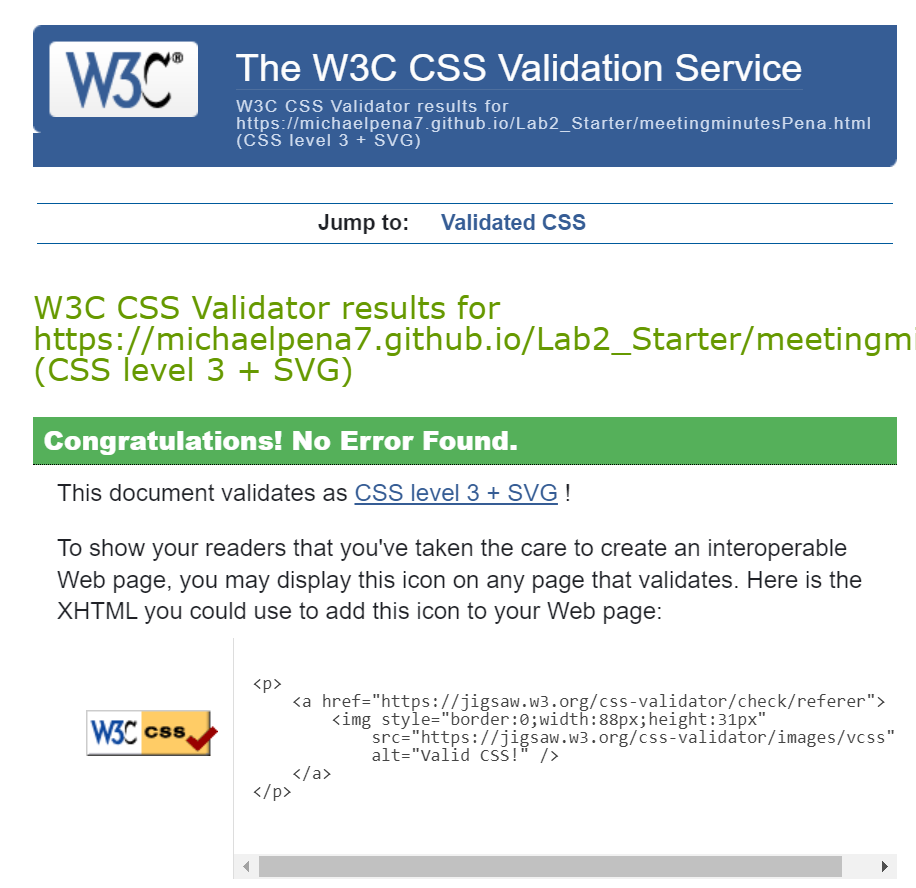 W3C®
The W3C CSS Validation Service
W3C CSS Validator results for
https://michaelpena7.github.io/Lab2_Starter/meetingminutesPena.html
(CSS level 3 + SVG)
Jump to: Validated CSS
W3C CSS Validator results for
https://michaelpena7.github.io/Lab2_Starter/meetingmi
(CSS level 3 + SVG)
Congratulations! No Error Found.
This document validates as CSS level 3 + SVG !
To show your readers that you've taken the care to create an interoperable
Web page, you may display this icon on any page that validates. Here is the
XHTML you could use to add this icon to your Web page:
W3C css
<p>
    <a href="https://jigsaw.w3.org/css-validator/check/referer">
        <img style="border:0;width:88px;height:31px"
            src="https://jigsaw.w3.org/css-validator/images/vcss"
            alt="Valid CSS!" />
    </a>
</p>